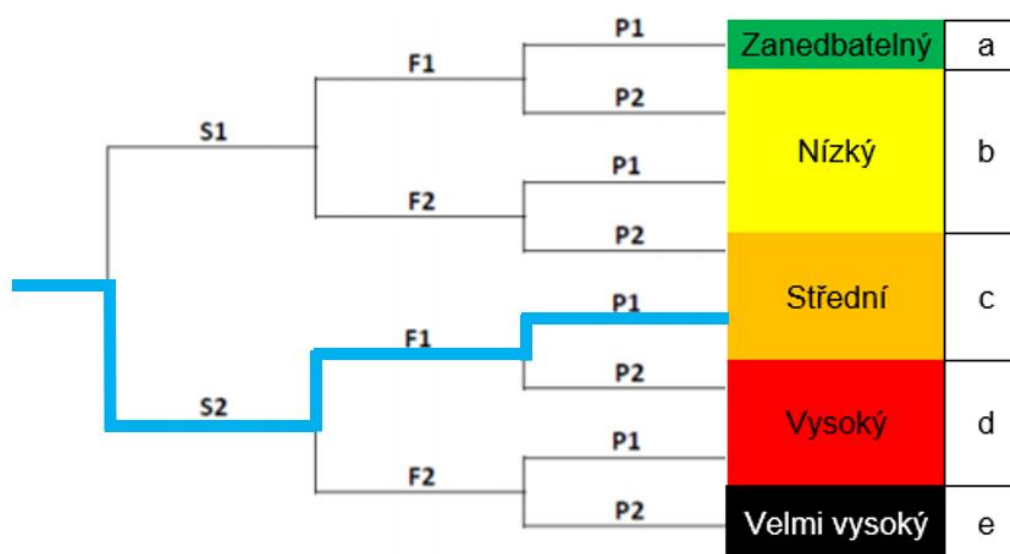 P1
Zanedbatelný a
F1
P2
S1
Nízký b
P1
F2
P2
Střední c
P1
F1
P2
S2
Vysoký d
P1
F2
P2
Velmi vysoký e